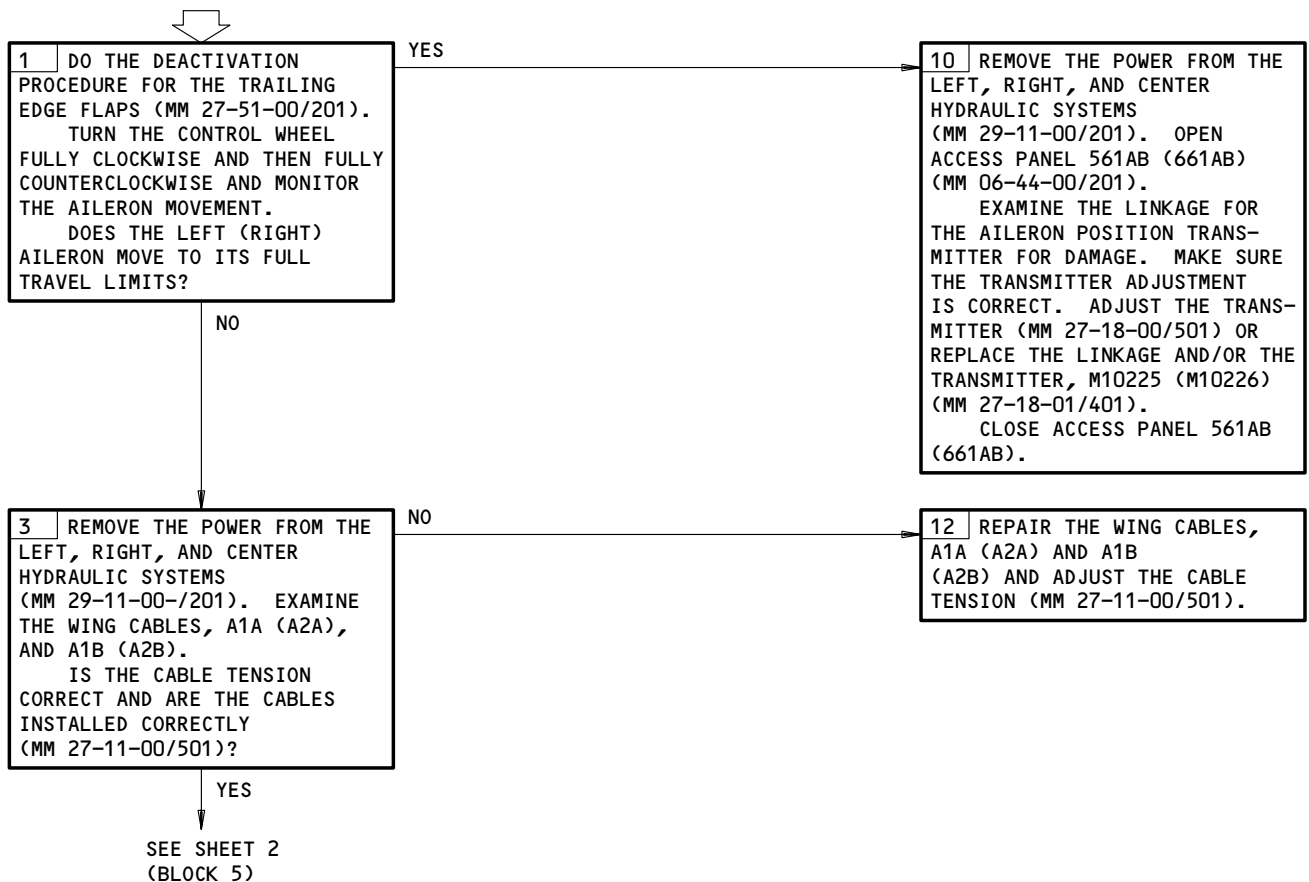 1 DO THE DEACTIVATION
PROCEDURE FOR THE TRAILING
EDGE FLAPS (MM 27-51-00/201).
TURN THE CONTROL WHEEL
FULLY CLOCKWISE AND THEN FULLY
COUNTERCLOCKWISE AND MONITOR
THE AILERON MOVEMENT.
DOES THE LEFT (RIGHT)
AILERON MOVE TO ITS FULL
TRAVEL LIMITS?
YES
10 REMOVE THE POWER FROM THE
LEFT, RIGHT, AND CENTER
HYDRAULIC SYSTEMS
(MM 29-11-00/201). OPEN
ACCESS PANEL 561AB (661AB)
(MM 06-44-00/201).
EXAMINE THE LINKAGE FOR
THE AILERON POSITION TRANS-
MITTER FOR DAMAGE. MAKE SURE
THE TRANSMITTER ADJUSTMENT
IS CORRECT. ADJUST THE TRANS-
MITTER (MM 27-18-00/501) OR
REPLACE THE LINKAGE AND/OR THE
TRANSMITTER, M10225 (M10226)
(MM 27-18-01/401).
CLOSE ACCESS PANEL 561AB
(661AB).
NO
3 REMOVE THE POWER FROM THE
LEFT, RIGHT, AND CENTER
HYDRAULIC SYSTEMS
(MM 29-11-00-/201). EXAMINE
THE WING CABLES, A1A (A2A),
AND A1B (A2B).
IS THE CABLE TENSION
CORRECT AND ARE THE CABLES
INSTALLED CORRECTLY
(MM 27-11-00/501)?
NO
12 REPAIR THE WING CABLES,
A1A (A2A) AND A1B
(A2B) AND ADJUST THE CABLE
TENSION (MM 27-11-00/501).
YES
SEE SHEET 2
(BLOCK 5)